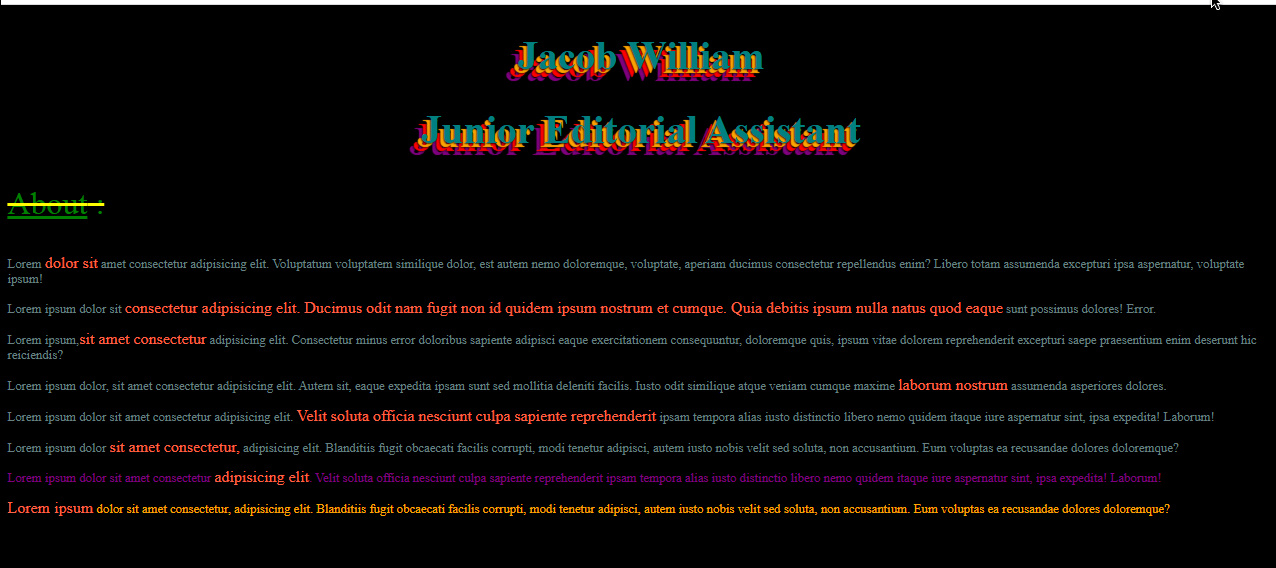 Jacob William
Junior Editorial Assistant
About :
Lorem dolor sit amet consectetur adipisicing elit. Voluptatum voluptatem similique dolor, est autem nemo doloremque, voluptate, aperiam ducimus consectetur repellendus enim? Libero totam assumenda excepturi ipsa aspernatur, voluptate
ipsum!
Lorem ipsum dolor sit consectetur adipisicing elit. Ducimus odit nam fugit non id quidem ipsum nostrum et cumque. Quia debitis ipsum nulla natus quod eaque sunt possimus dolores! Error.
Lorem ipsum,sit amet consectetur adipisicing elit. Consectetur minus error doloribus sapiente adipisci eaque exercitationem consequuntur, doloremque quis, ipsum vitae dolorem reprehenderit excepturi saepe praesentium enim deserunt hic
reiciendis?
Lorem ipsum dolor, sit amet consectetur adipisicing elit. Autem sit, eaque expedita ipsam sunt sed mollitia deleniti facilis. Iusto odit similique atque veniam cumque maxime laborum nostrum assumenda asperiores dolores.
Lorem ipsum dolor sit amet consectetur adipisicing elit. Velit soluta officia nesciunt culpa sapiente reprehenderit ipsam tempora alias iusto distinctio libero nemo quidem itaque iure aspernatur sint, ipsa expedita! Laborum!
Lorem ipsum dolor sit amet consectetur, adipisicing elit. Blanditiis fugit obcaecati facilis corrupti, modi tenetur adipisci, autem iusto nobis velit sed soluta, non accusantium. Eum voluptas ea recusandae dolores doloremque?
Lorem ipsum dolor sit amet consectetur adipisicing elit. Velit soluta officia nesciunt culpa sapiente reprehenderit ipsam tempora alias iusto distinctio libero nemo quidem itaque iure aspernatur sint, ipsa expedita! Laborum!
Lorem ipsum dolor sit amet consectetur, adipisicing elit. Blanditiis fugit obcaecati facilis corrupti, modi tenetur adipisci, autem iusto nobis velit sed soluta, non accusantium. Eum voluptas ea recusandae dolores doloremque?